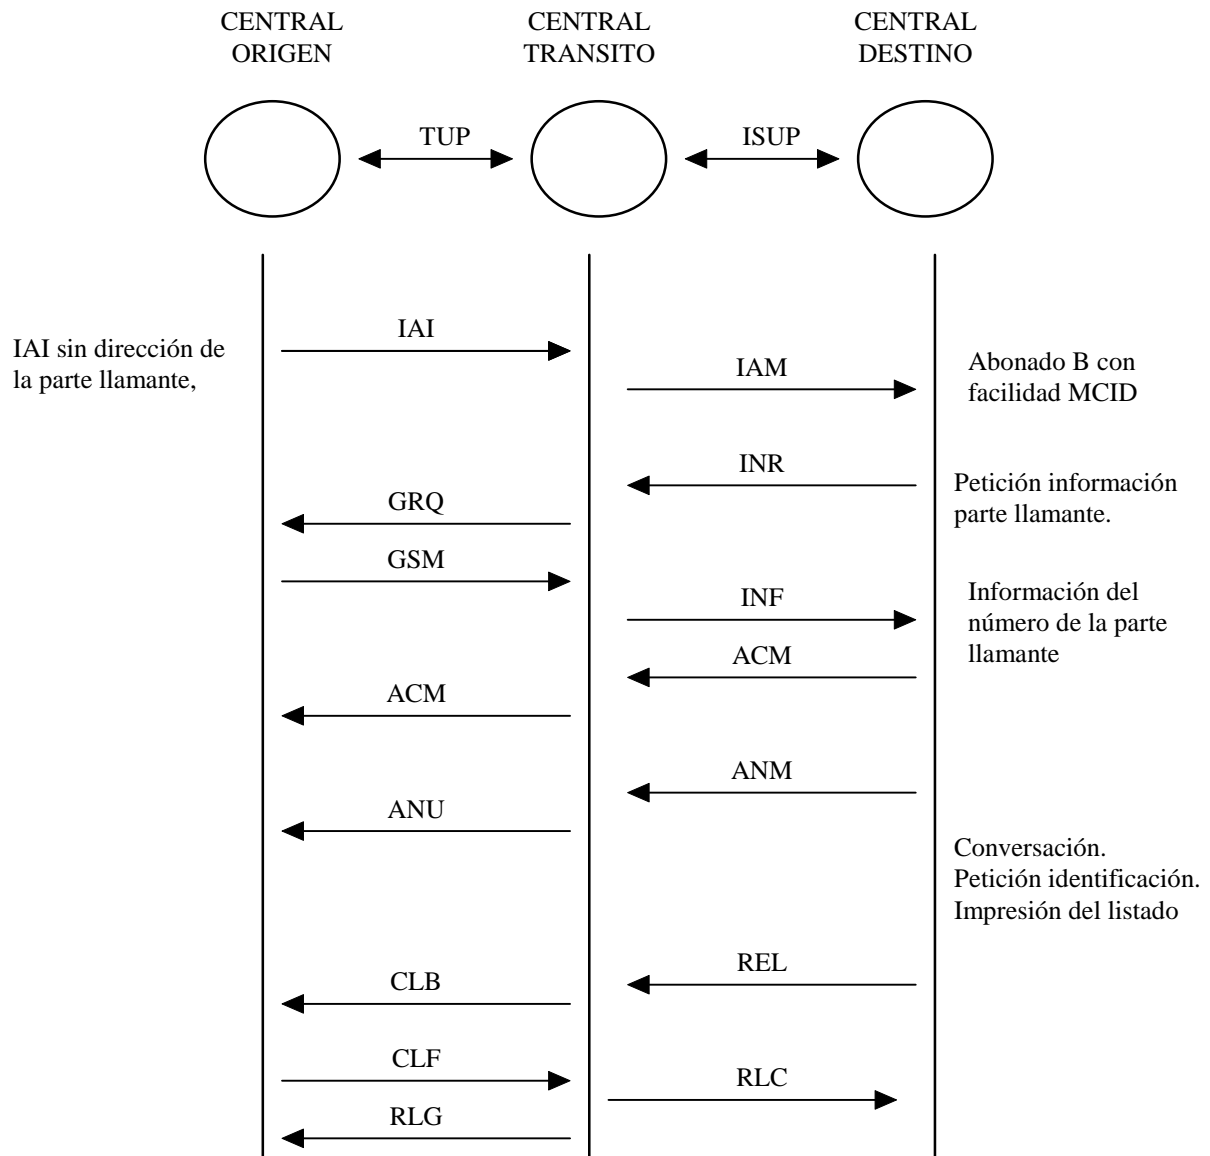 CENTRAL
ORIGEN
CENTRAL
TRANSITO
CENTRAL
DESTINO
TUP
ISUP
IAI
IAI sin dirección de
la parte llamante,
IAM
Abonado B con
facilidad MCID
INR
Petición información
parte llamante.
GRQ
GSM
INF
Información del
número de la parte
llamante
ACM
ACM
ANM
ANU
Conversación.
Petición identificación.
Impresión del listado
REL
CLB
CLF
RLC
RLG